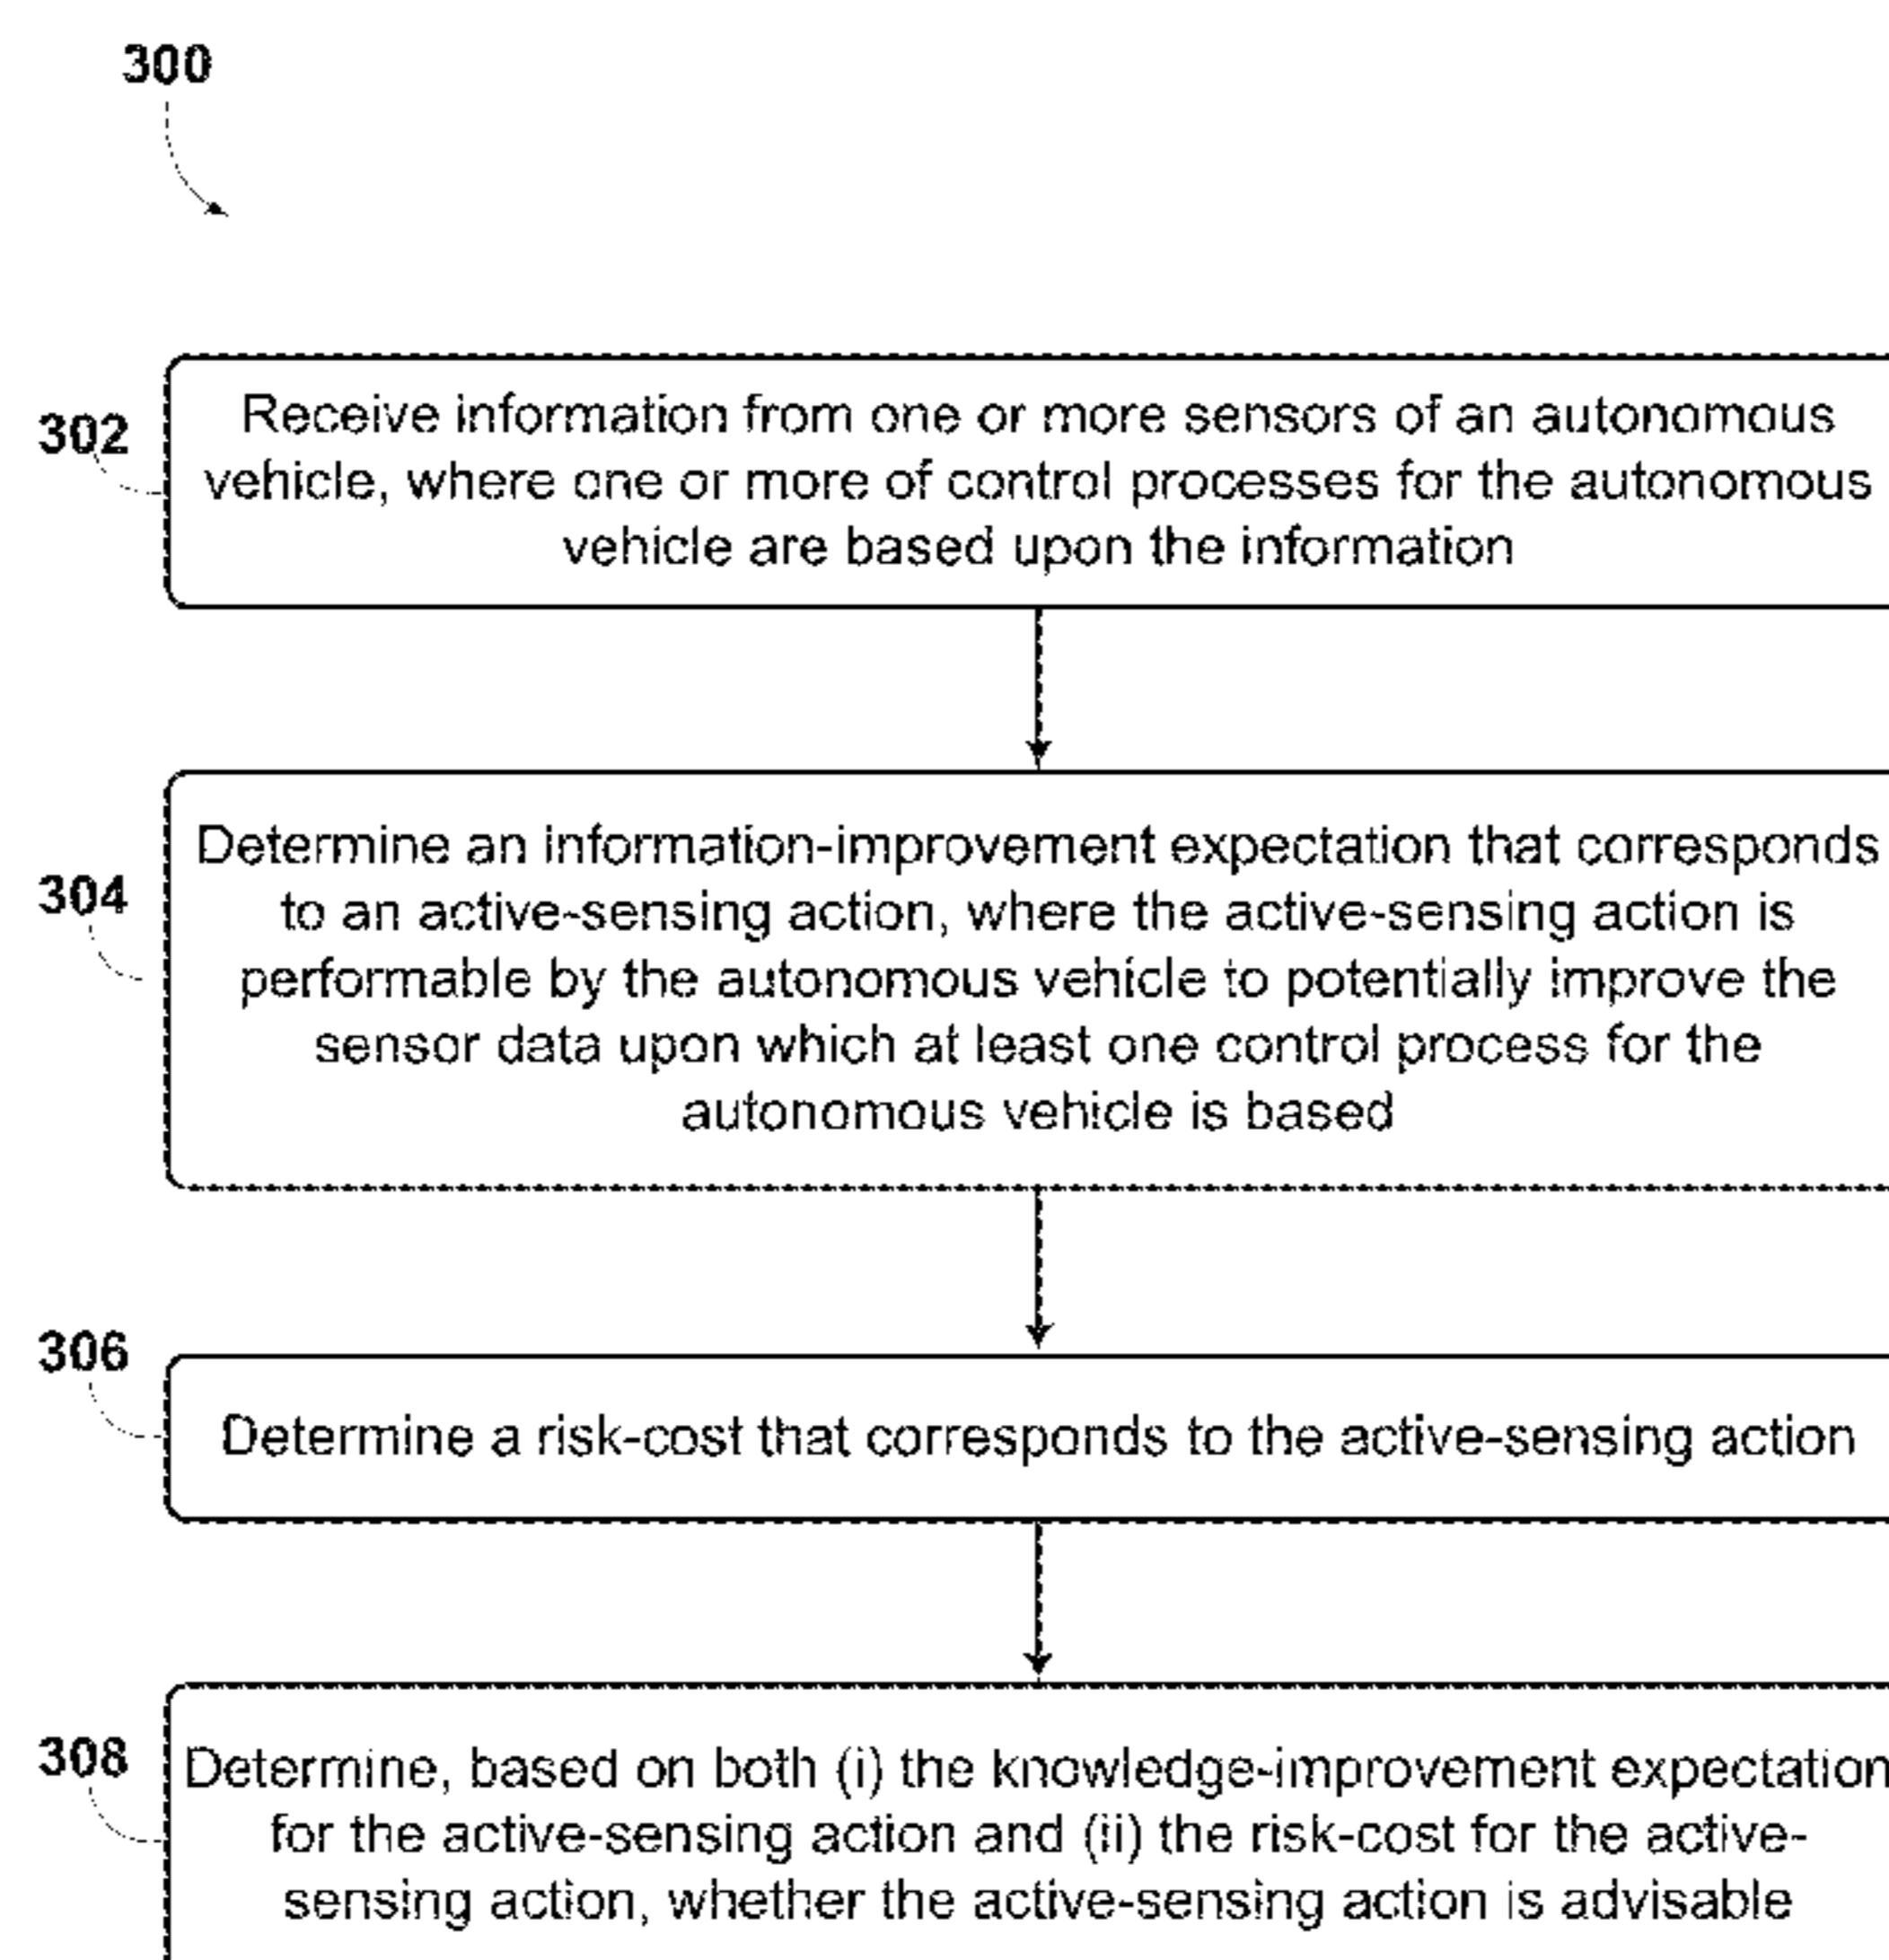 300
302
Receive information from one or more sensors of an autonomous
vehicle, where one or more of control processes for the autonomous
vehicle are based upon the information
304
Determine an information-improvement expectation that corresponds
to an active-sensing action, where the active-sensing action is
performable by the autonomous vehicle to potentially improve the
sensor data upon which at least one control process for the
autonomous vehicle is based
306
Determine a risk-cost that corresponds to the active-sensing action
308
Determine, based on both (i) the knowledge-improvement expectation
for the active-sensing action and (ii) the risk-cost for the active-
sensing action, whether the active-sensing action is advisable